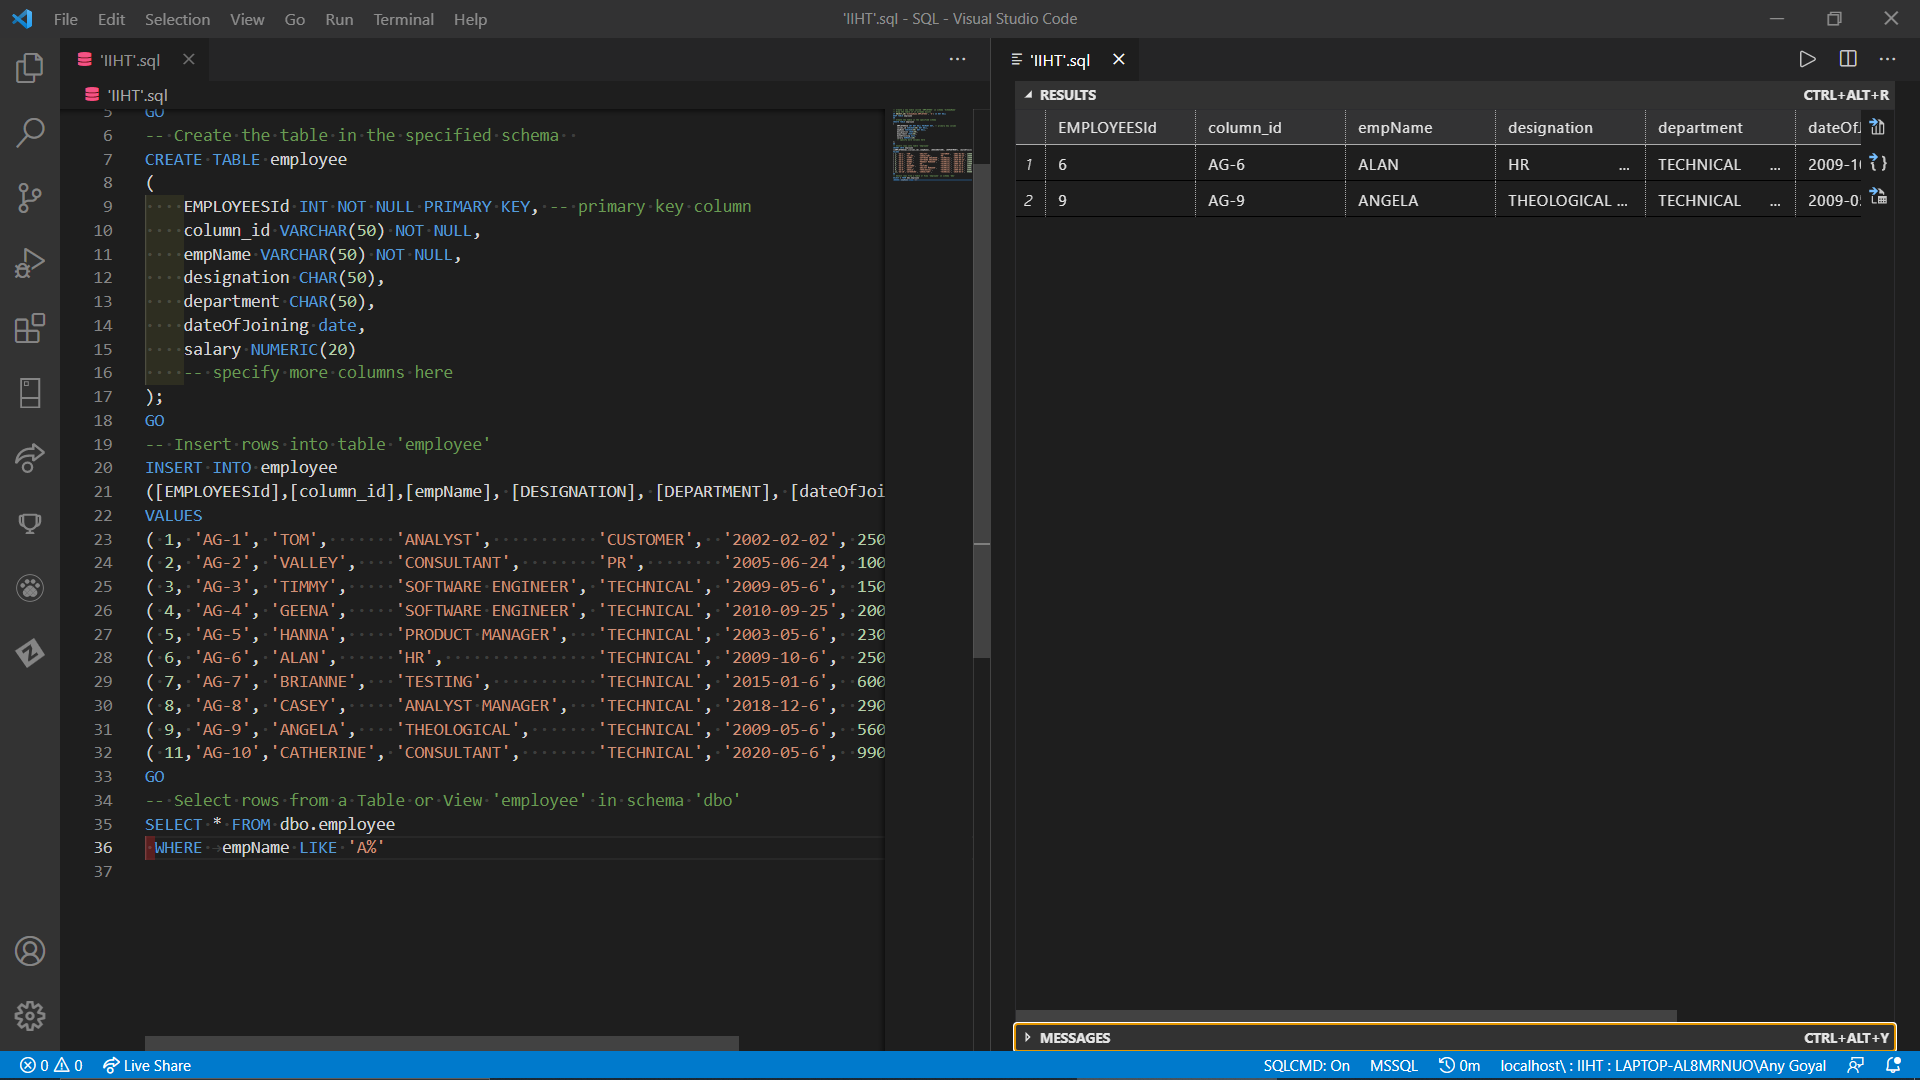 File Edit Selection View Go Run Terminal Help
'IIHT'.sql - SQL - Visual Studio Code
'IIHT'.sql
'IIHT'.sql
5 GO
6 -- Create the table in the specified schema
7 CREATE TABLE employee
8 (
9 EMPLOYEESId INT NOT NULL PRIMARY KEY, -- primary key column
10 column_id VARCHAR(50) NOT NULL,
11 empName VARCHAR(50) NOT NULL,
12 designation CHAR(50),
13 department CHAR(50),
14 dateOfJoining date,
15 salary NUMERIC(20)
16 -- specify more columns here
17 );
18 GO
19 -- Insert rows into table 'employee'
20 INSERT INTO employee
21 ([EMPLOYEESId],[column_id],[empName], [DESIGNATION], [DEPARTMENT], [dateOfJoi
22 VALUES
23 ( 1, 'AG-1', 'TOM', 'ANALYST', 'CUSTOMER', '2002-02-02', 250
24 ( 2, 'AG-2', 'VALLEY', 'CONSULTANT', 'PR', '2005-06-24', 100
25 ( 3, 'AG-3', 'TIMMY', 'SOFTWARE ENGINEER', 'TECHNICAL', '2009-05-6', 150
26 ( 4, 'AG-4', 'GEENA', 'SOFTWARE ENGINEER', 'TECHNICAL', '2010-09-25', 200
27 ( 5, 'AG-5', 'HANNA', 'PRODUCT MANAGER', 'TECHNICAL', '2003-05-6', 230
28 ( 6, 'AG-6', 'ALAN', 'HR', 'TECHNICAL', '2009-10-6', 250
29 ( 7, 'AG-7', 'BRIANNE', 'TESTING', 'TECHNICAL', '2015-01-6', 600
30 ( 8, 'AG-8', 'CASEY', 'ANALYST MANAGER', 'TECHNICAL', '2018-12-6', 290
31 ( 9, 'AG-9', 'ANGELA', 'THEOLOGICAL', 'TECHNICAL', '2009-05-6', 560
32 ( 11,'AG-10','CATHERINE', 'CONSULTANT', 'TECHNICAL', '2020-05-6', 990
33 GO
34 -- Select rows from a Table or View 'employee' in schema 'dbo'
35 SELECT * FROM dbo.employee
36 WHERE empName LIKE 'A%'
37
'IIHT'.sql
RESULTS CTRL+ALT+R
EMPLOYEESId column_id empName designation department dateOfJ
1 6 AG-6 ALAN HR ... TECHNICAL ... 2009-10
2 9 AG-9 ANGELA THEOLOGICAL ... TECHNICAL ... 2009-05
MESSAGES CTRL+ALT+Y
0 0 Live Share SQLCMD: On MSSQL 0m localhost\ : IIHT : LAPTOP-AL8MRNUO\Any Goyal